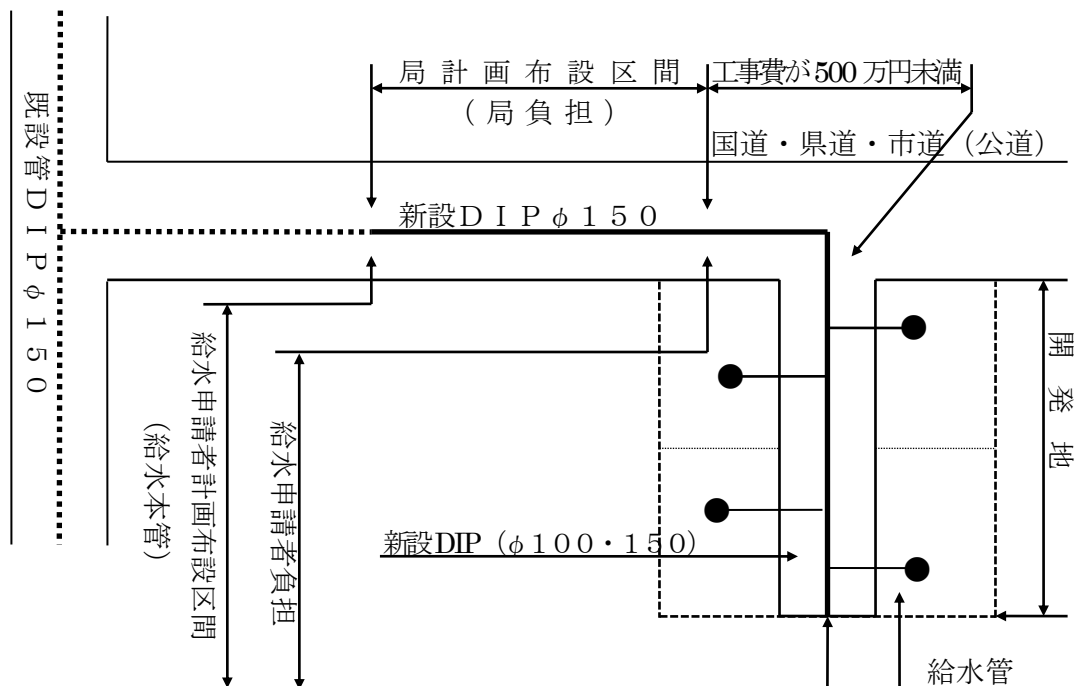 局計画布設区間
(局負担)
工事費が500万円未満
国道・県道・市道（公道）
既設管ＤＩＰφ１５０
新設ＤＩＰφ１５０
開発地
給水申請者計画布設区間
(給水本管)
給水申請者負担
新設DIP（φ100・150）
給水管